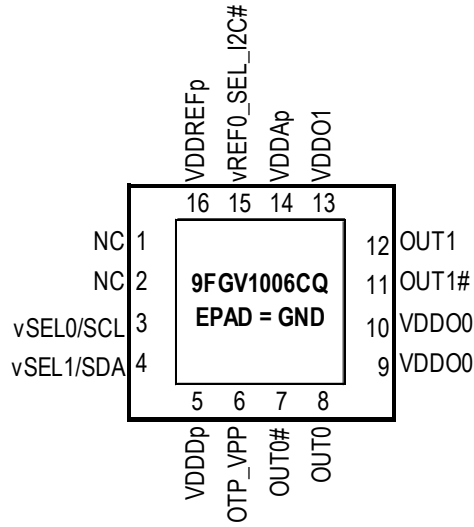 VDDREFp
vREF0_SEL_I2C#
VDDAp
VDDO1
16 15 14 13
NC 1
NC 2
vSEL0/SCL 3
vSEL1/SDA 4
9FGV1006CQ
EPAD = GND
12 OUT1
11 OUT1#
10 VDDO0
9 VDDO0
5 6 7 8
VDDDp
OTP_VPP
OUT0#
OUT0